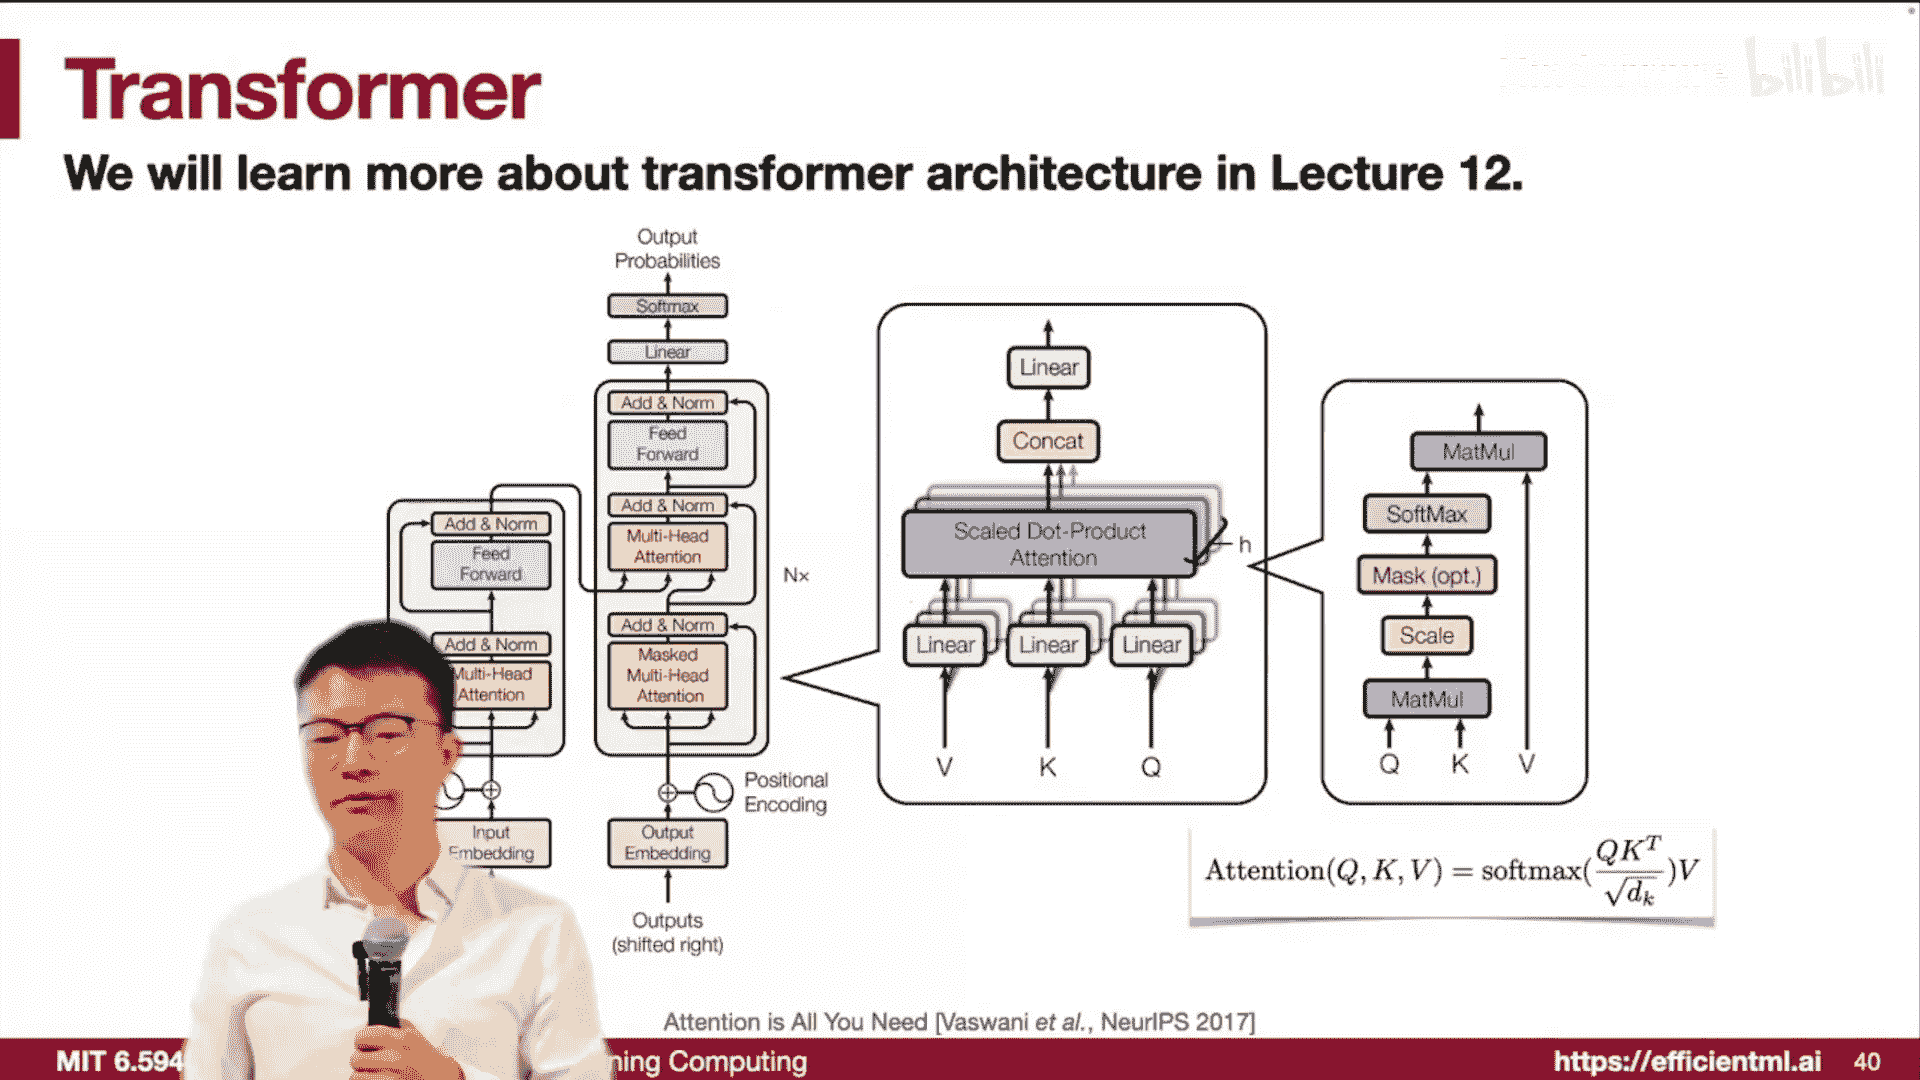 Transformer
bilibili
We will learn more about transformer architecture in Lecture 12.
Output
Probabilities
Softmax
Linear
Add & Norm
Feed
Forward
Add & Norm
Multi-Head
Attention
Add & Norm
Masked
Multi-Head
Attention
Nx
Add & Norm
Feed
Forward
Add & Norm
Multi-Head
Attention
Positional
Encoding
Input
Embedding
Output
Embedding
Outputs
(shifted right)
Linear
Concat
Scaled Dot-Product
Attention
h
Linear
Linear
Linear
V
K
Q
MatMul
SoftMax
Mask (opt.)
Scale
MatMul
Q
K
V
Attention(Q, K, V) = softmax(QK^T/√d_k)V
Attention is All You Need [Vaswani et al., NeurIPS 2017]
MIT 6.594
ning Computing
https://efficientml.ai
40